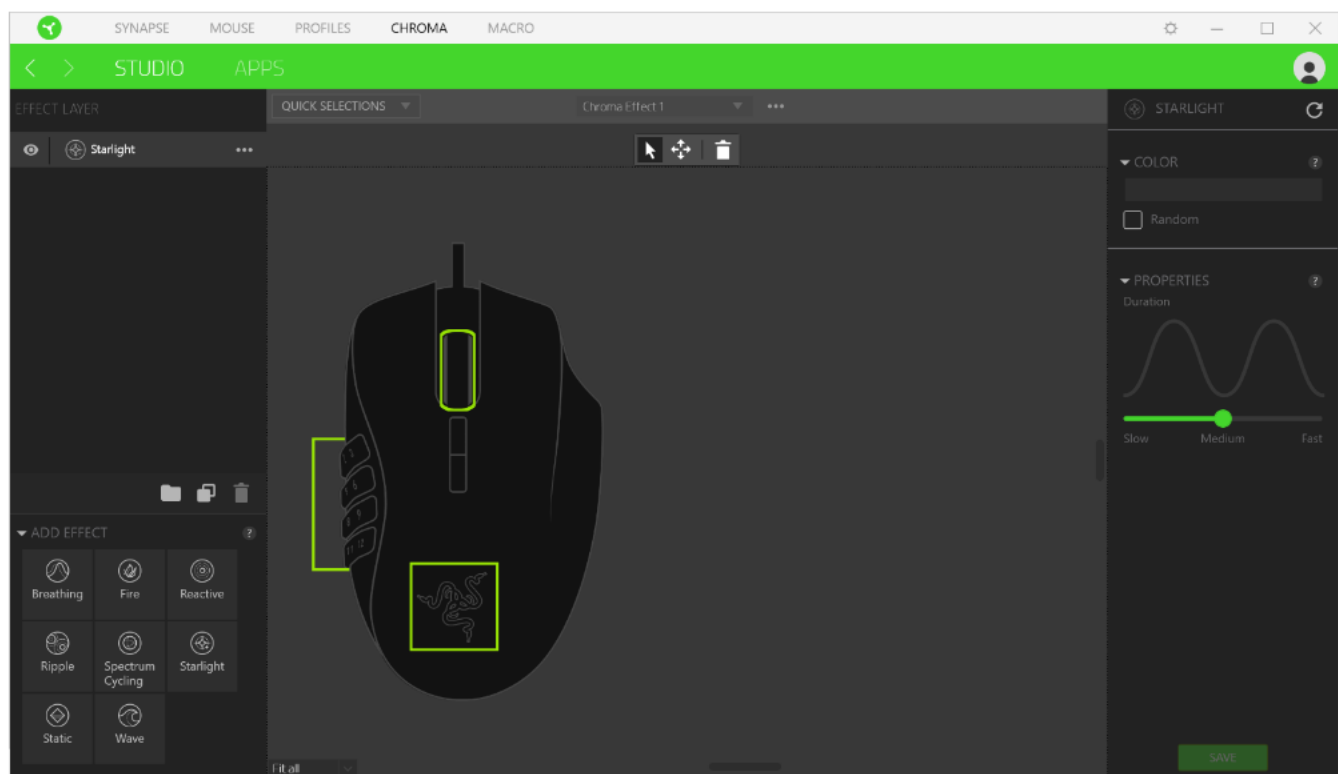 SYNAPSE MOUSE PROFILES CHROMA MACRO
STUDIO APPS
EFFECT LAYER
Starlight
QUICK SELECTIONS
Chroma Effect 1
STARLIGHT
COLOR ?
Random
PROPERTIES ?
Duration
Slow Medium Fast
ADD EFFECT ?
Breathing Fire Reactive
Ripple Spectrum Cycling Starlight
Static Wave
Fit all
SAVE